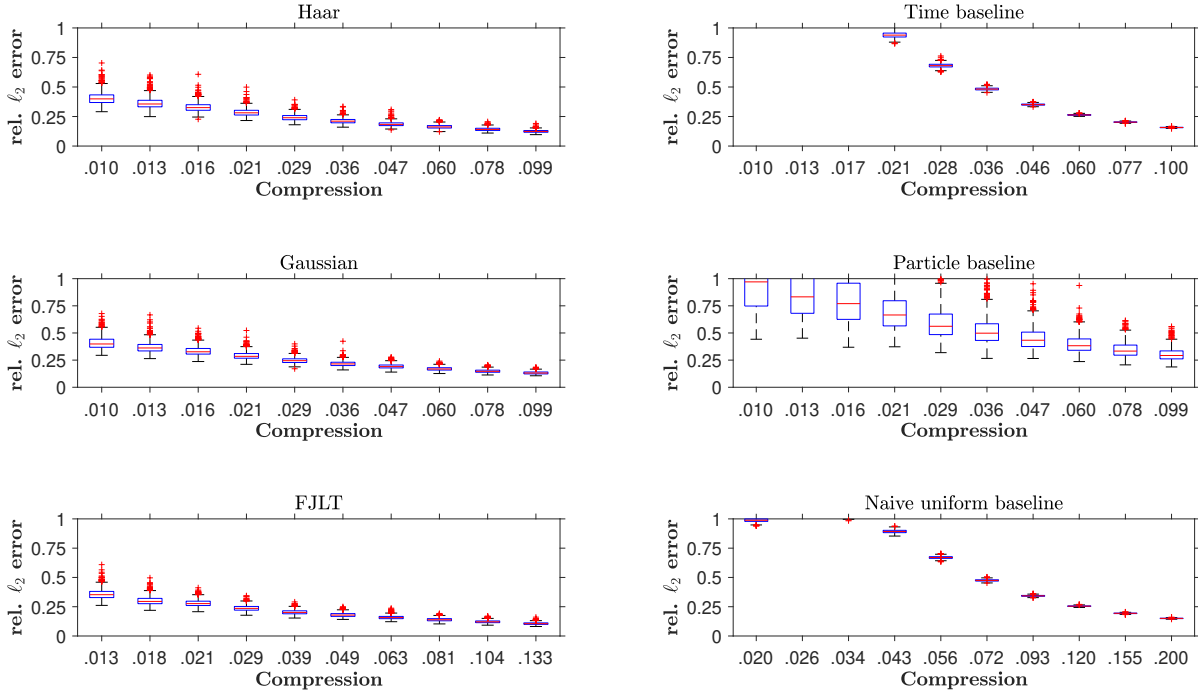 Haar
rel. ℓ2 error
1
0.75
0.5
0.25
0
.010 .013 .016 .021 .029 .036 .047 .060 .078 .099
Compression
Time baseline
rel. ℓ2 error
1
0.75
0.5
0.25
0
.010 .013 .017 .021 .028 .036 .046 .060 .077 .100
Compression
Gaussian
rel. ℓ2 error
1
0.75
0.5
0.25
0
.010 .013 .016 .021 .029 .036 .047 .060 .078 .099
Compression
Particle baseline
rel. ℓ2 error
1
0.75
0.5
0.25
0
.010 .013 .016 .021 .029 .036 .046 .060 .078 .099
Compression
FJLT
rel. ℓ2 error
1
0.75
0.5
0.25
0
.013 .018 .021 .029 .039 .049 .063 .081 .104 .133
Compression
Naive uniform baseline
rel. ℓ2 error
1
0.75
0.5
0.25
0
.020 .026 .034 .043 .056 .072 .093 .120 .155 .200
Compression